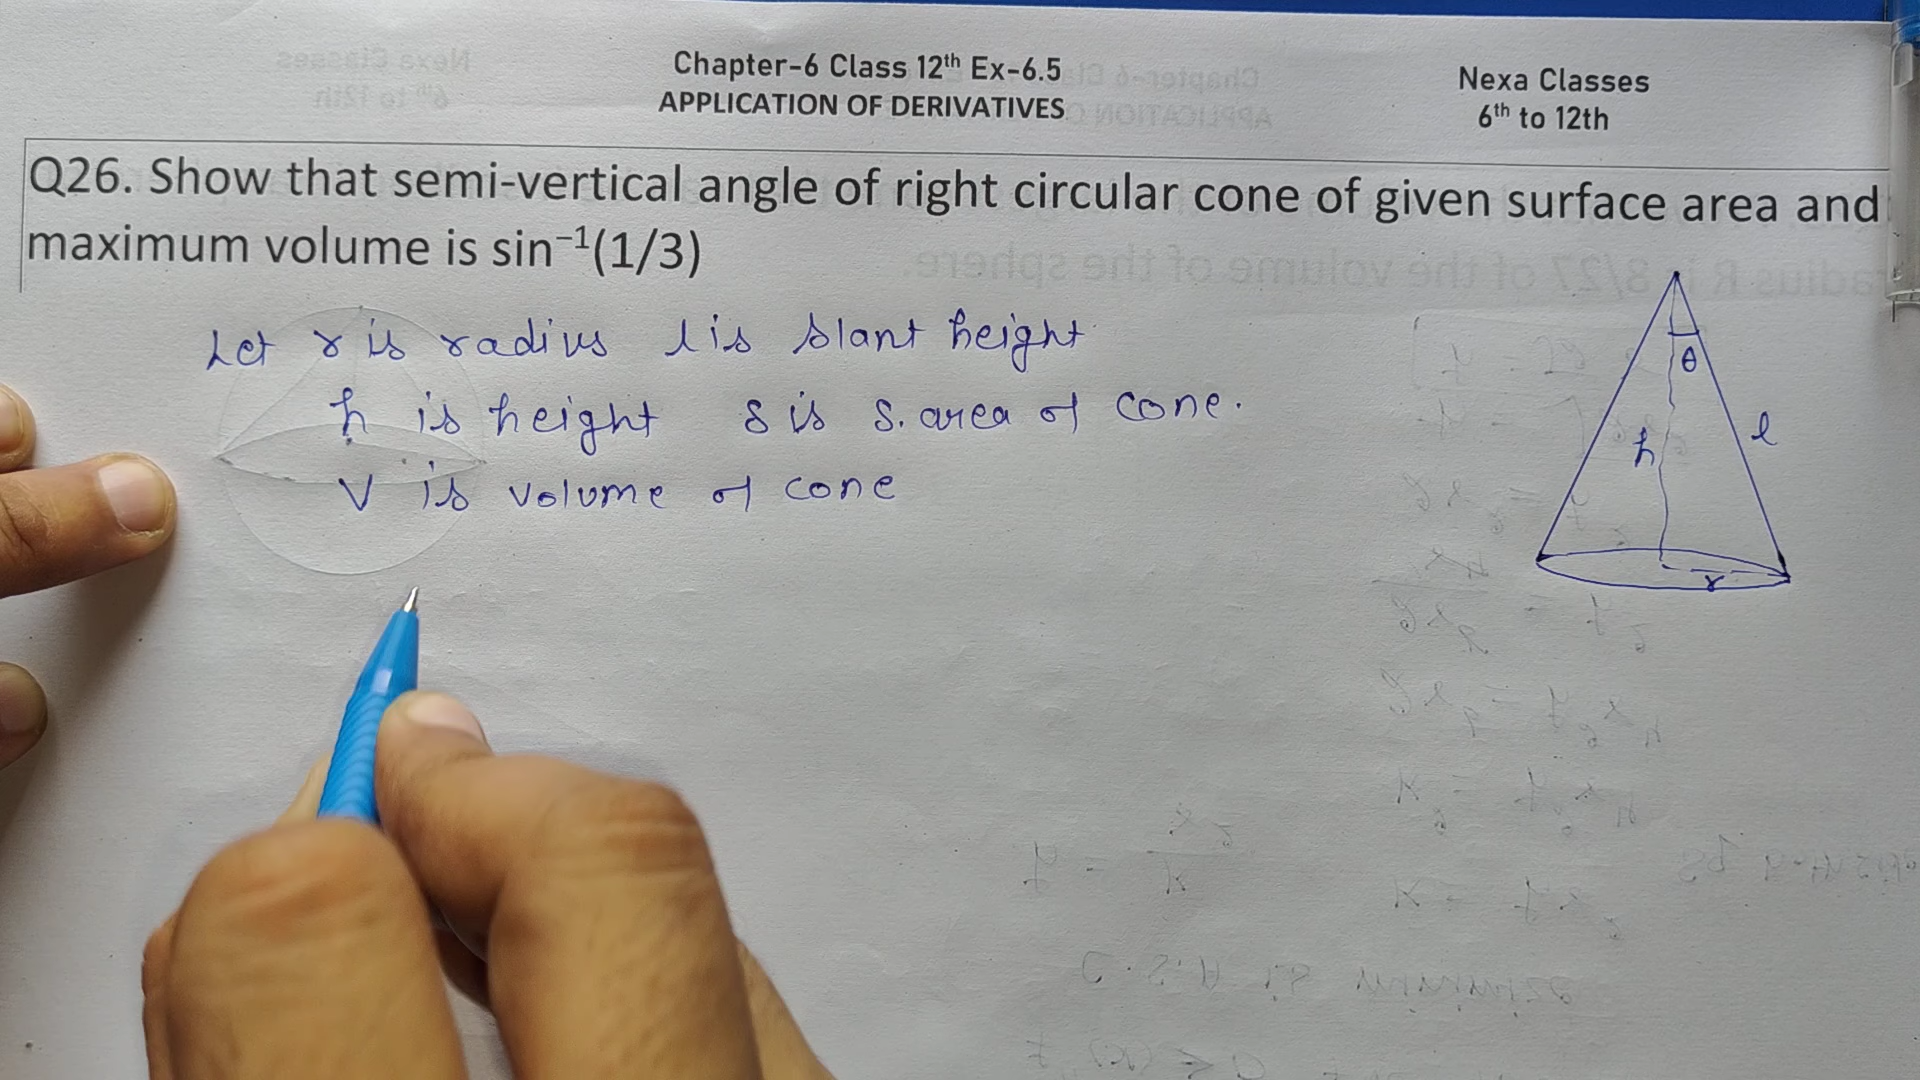 Chapter-6 Class 12th Ex-6.5
APPLICATION OF DERIVATIVES
Nexa Classes
6th to 12th
Q26. Show that semi-vertical angle of right circular cone of given surface area and
maximum volume is sin⁻¹(1/3)
Let r is radius l is slant height
h is height s is s. area of cone.
V is volume of cone
θ
h
l
r